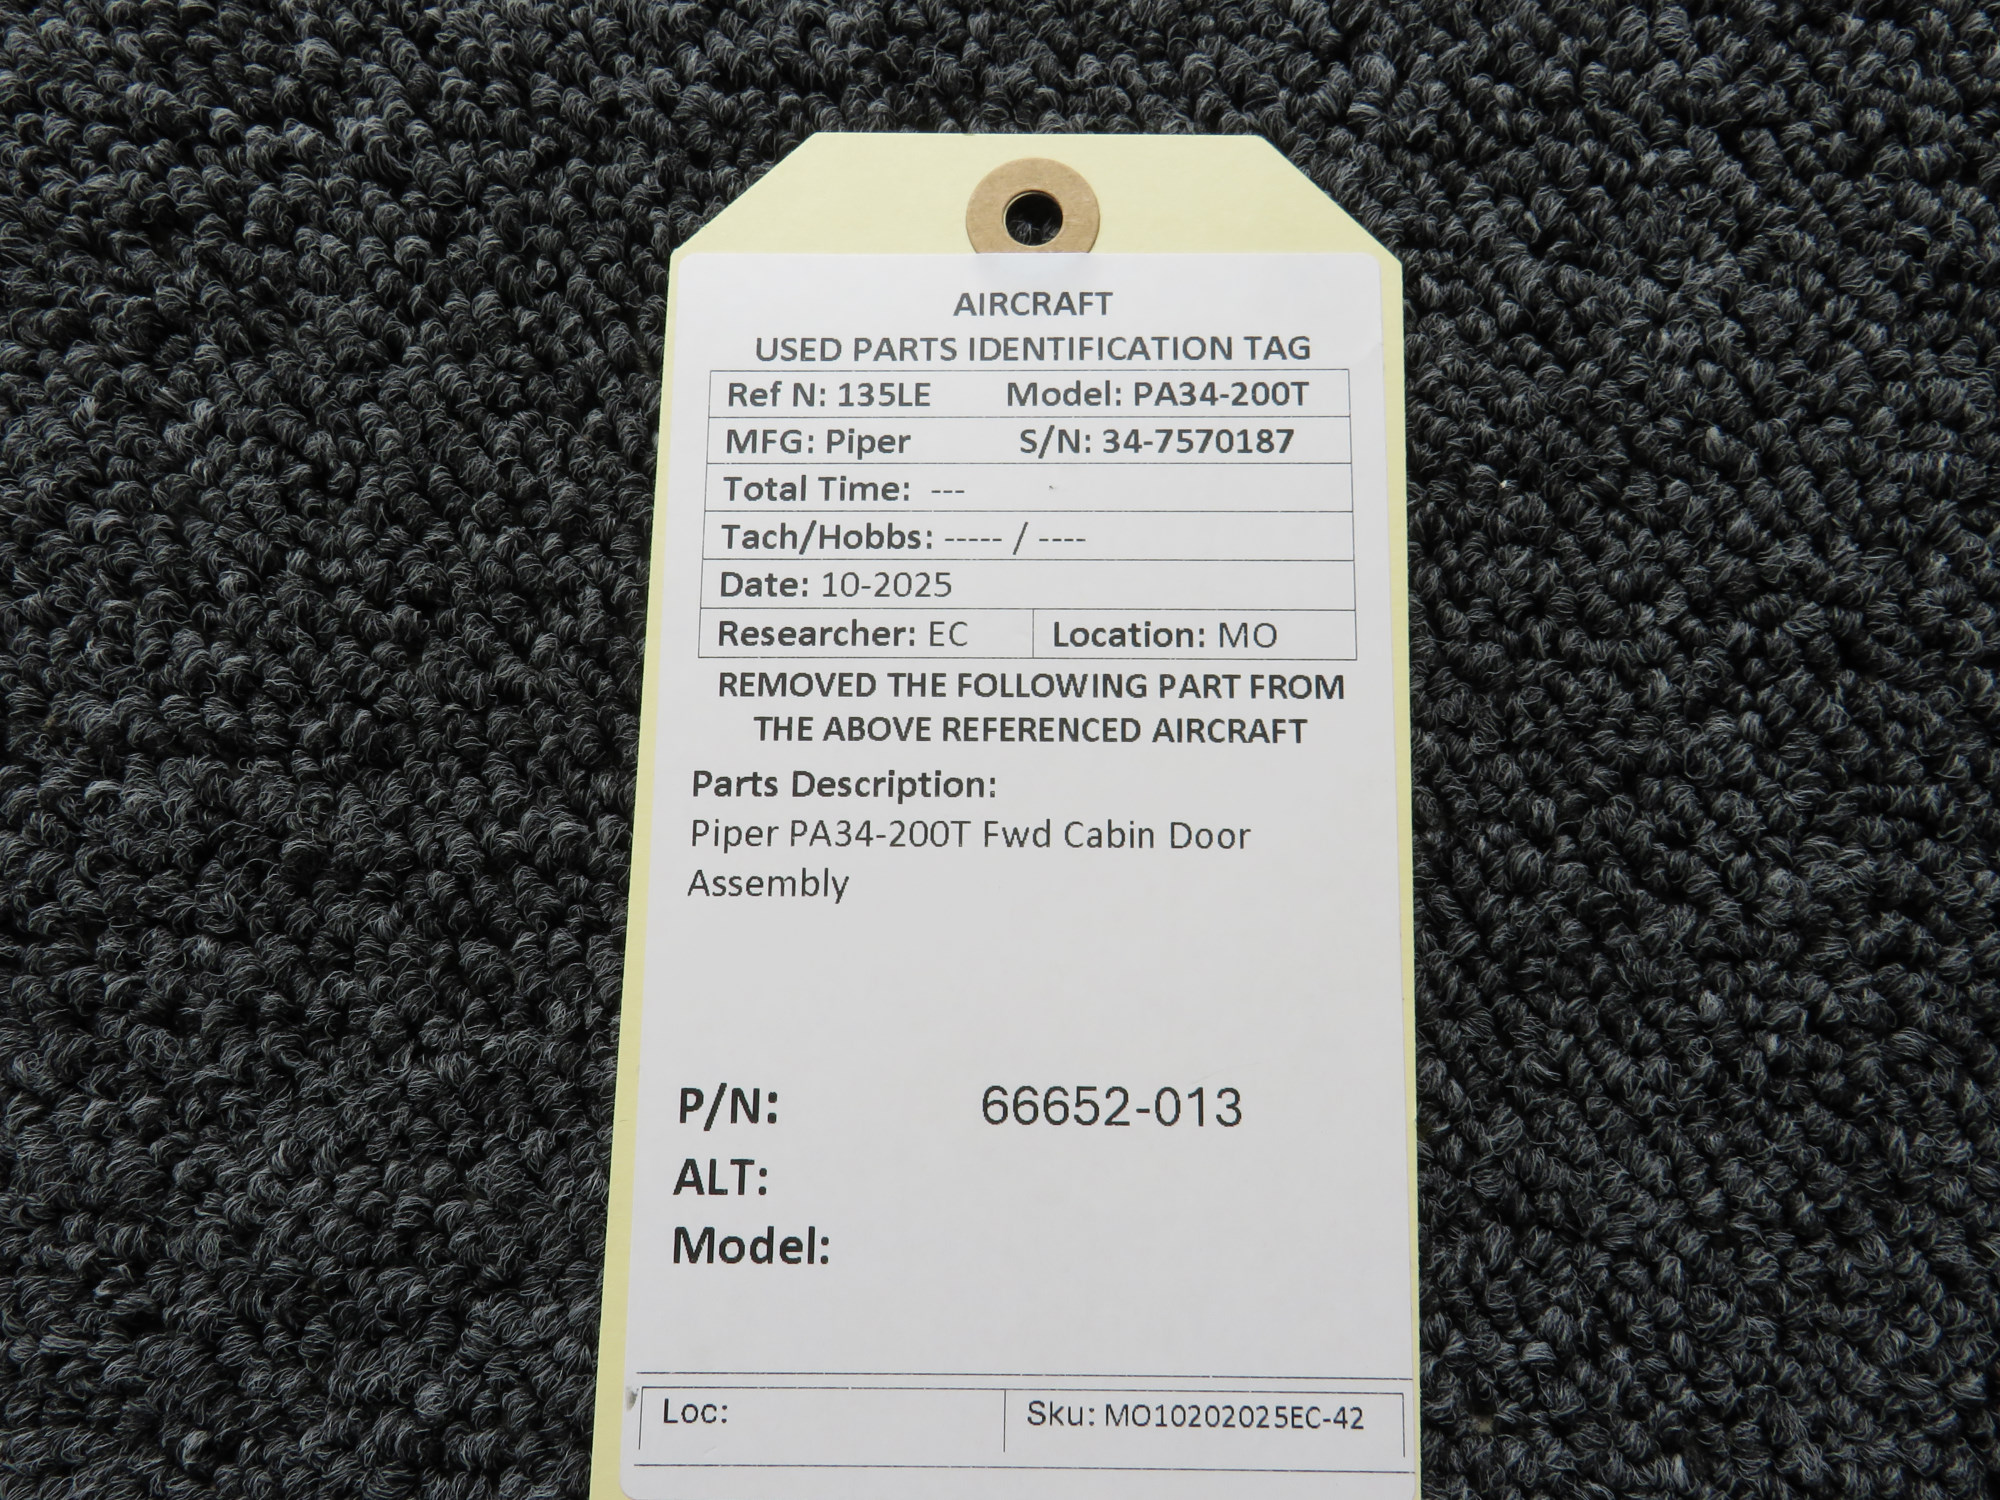 AIRCRAFT
USED PARTS IDENTIFICATION TAG
Ref N: 135LE Model: PA34-200T
MFG: Piper S/N: 34-7570187
Total Time: ---
Tach/Hobbs: ----- / ----
Date: 10-2025
Researcher: EC Location: MO
REMOVED THE FOLLOWING PART FROM
THE ABOVE REFERENCED AIRCRAFT
Parts Description:
Piper PA34-200T Fwd Cabin Door
Assembly
P/N: 66652-013
ALT:
Model:
Loc: Sku: MO10202025EC-42